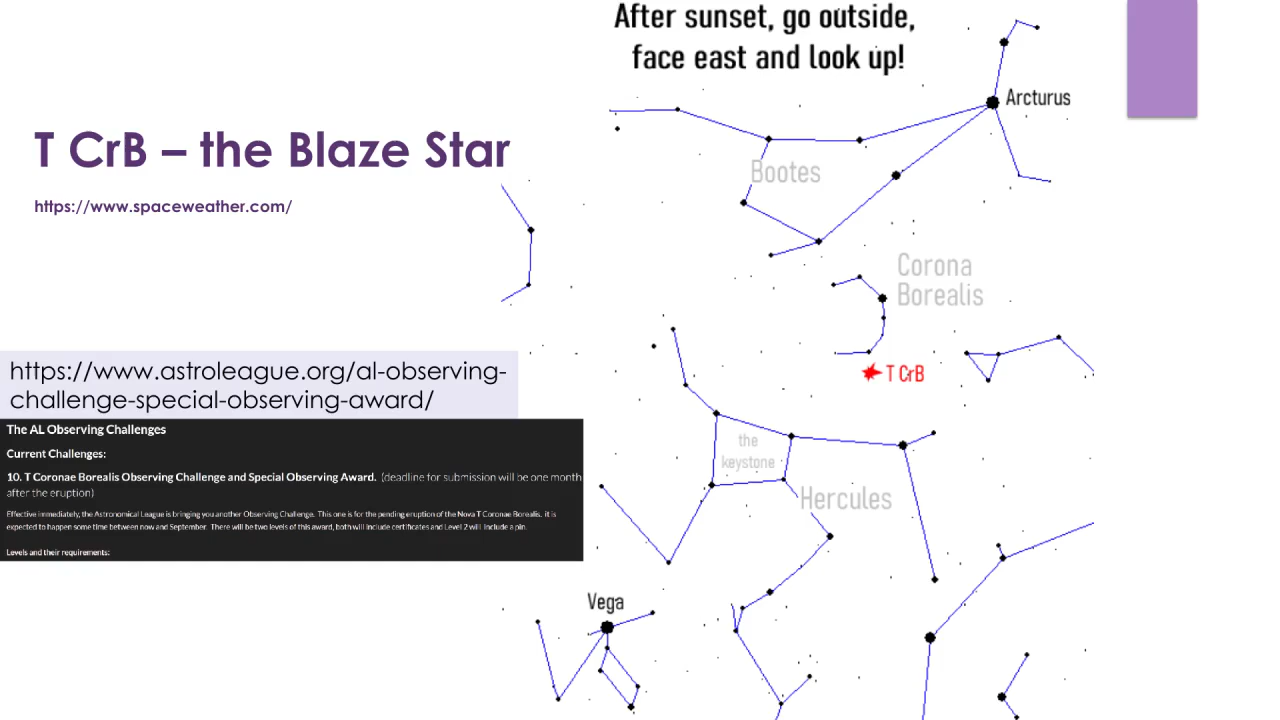 After sunset, go outside,
face east and look up!
Arcturus
T CrB – the Blaze Star
https://www.spaceweather.com/
Bootes
Corona
Borealis
T CrB
https://www.astroleague.org/al-observing-
challenge-special-observing-award/
The AL Observing Challenges
Current Challenges:
10. T Coronae Borealis Observing Challenge and Special Observing Award. (deadline for submission will be one month
after the eruption)
Effective immediately, the Astronomical League is bringing you another Observing Challenge. This one is for the pending eruption of the Nova T Coronae Borealis. it is
expected to happen some time between now and September. There will be two levels of this award, both will include certificates and Level 2 will include a pin.
Levels and their requirements:
the
keystone
Hercules
Vega